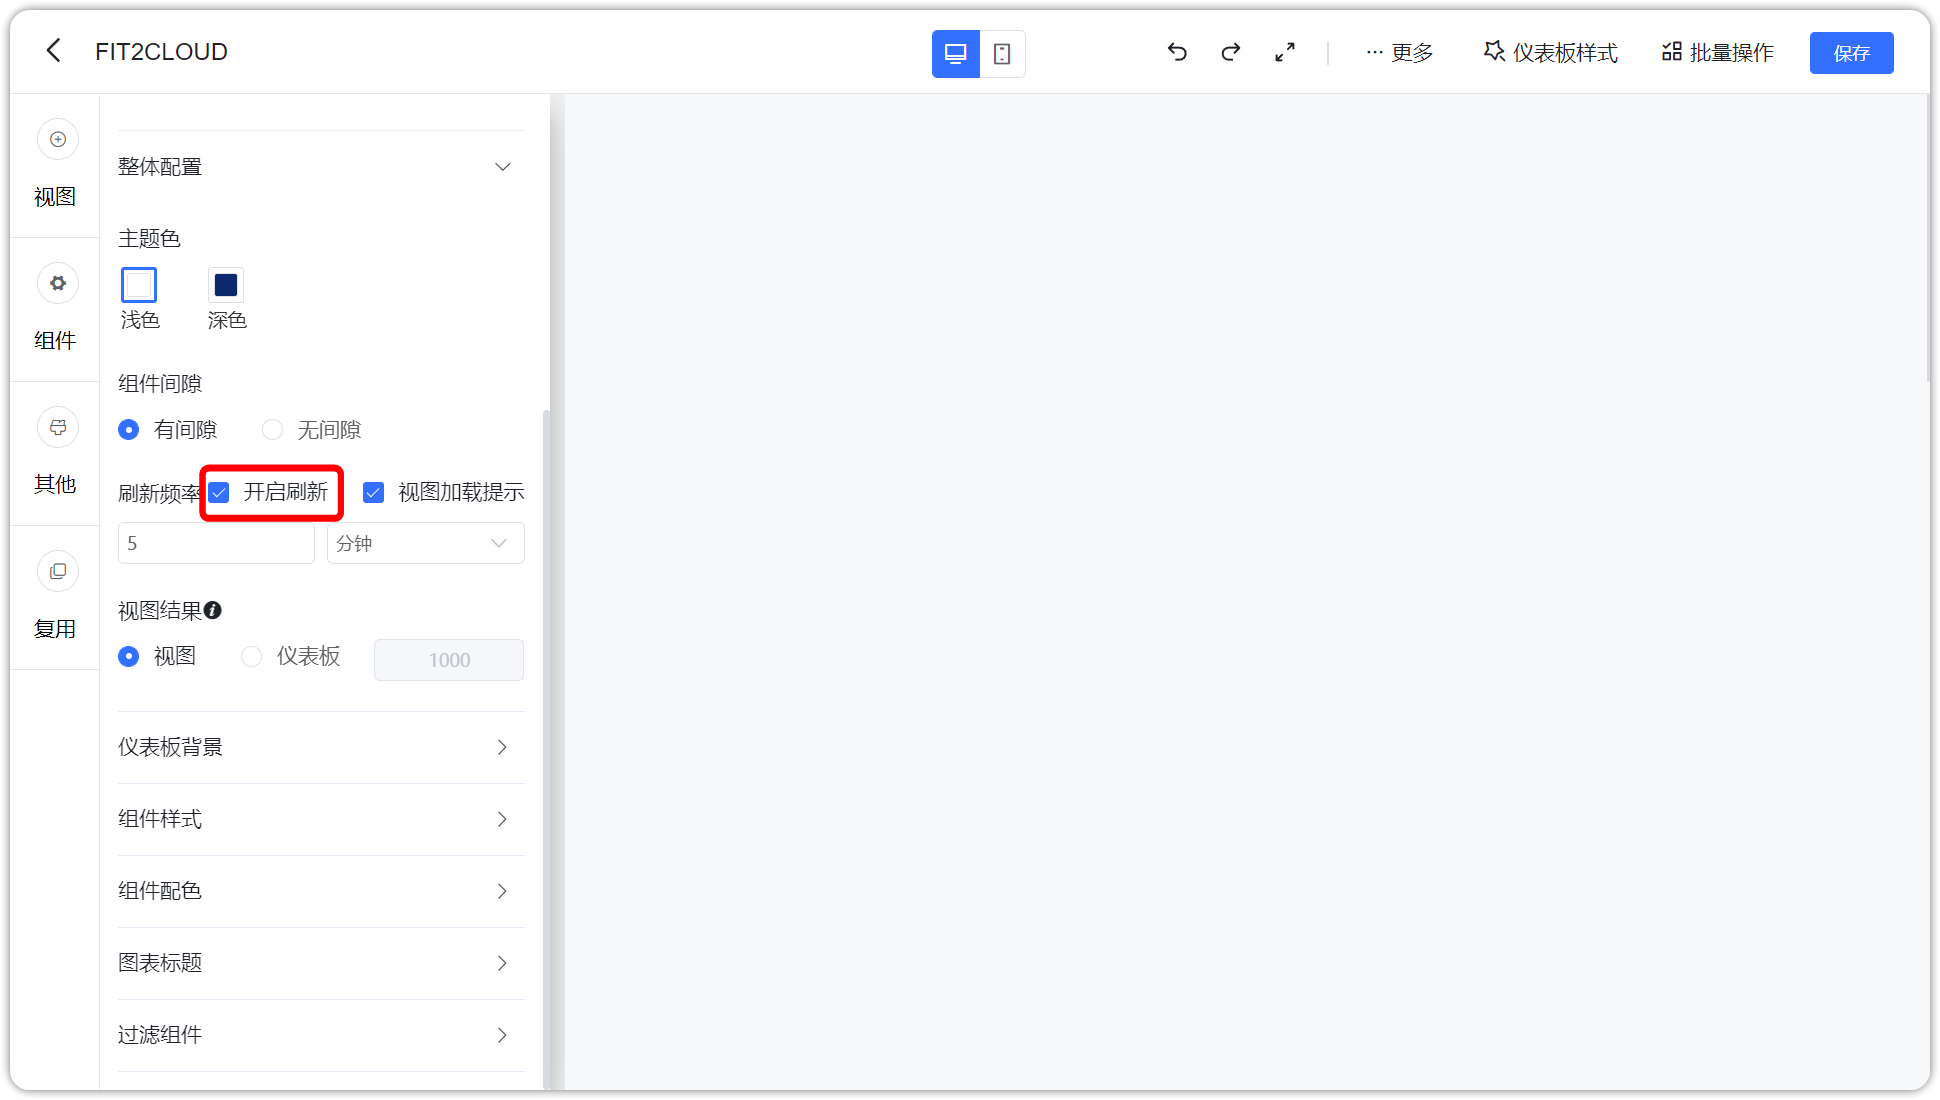 FIT2CLOUD
更多
仪表板样式
批量操作
保存
视图
组件
其他
复用
整体配置
主题色
浅色
深色
组件间隙
有间隙
无间隙
刷新频率
开启刷新
视图加载提示
5
分钟
视图结果
视图
仪表板
1000
仪表板背景
组件样式
组件配色
图表标题
过滤组件